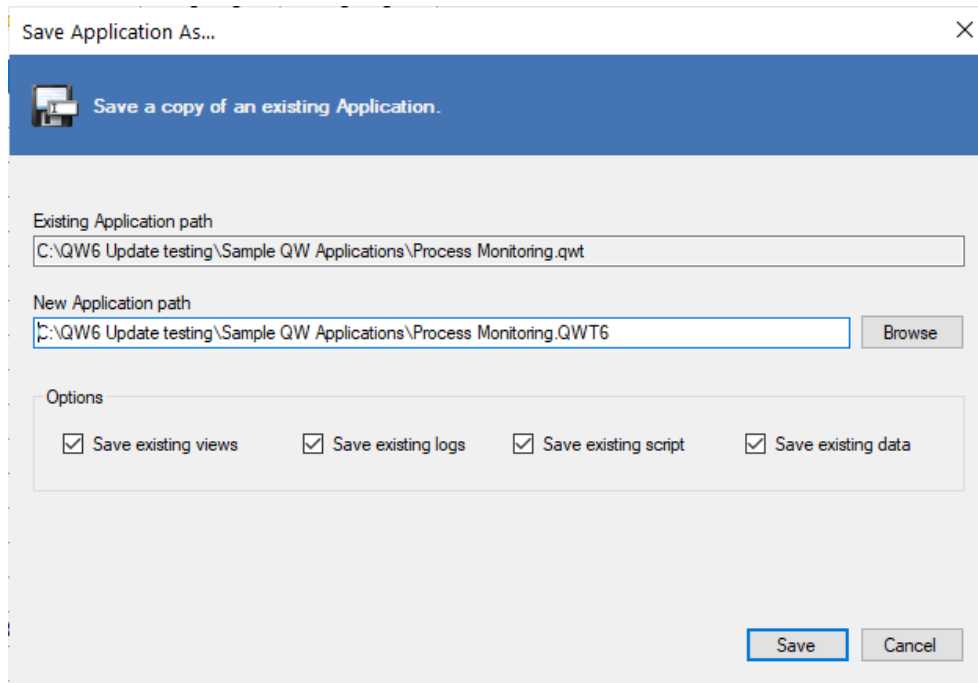 Save Application As...
Save a copy of an existing Application.
Existing Application path
C:\QW6 Update testing\Sample QW Applications\Process Monitoring.qwt
New Application path
C:\QW6 Update testing\Sample QW Applications\Process Monitoring.QWT6
Browse
Options
Save existing views
Save existing logs
Save existing script
Save existing data
Save
Cancel